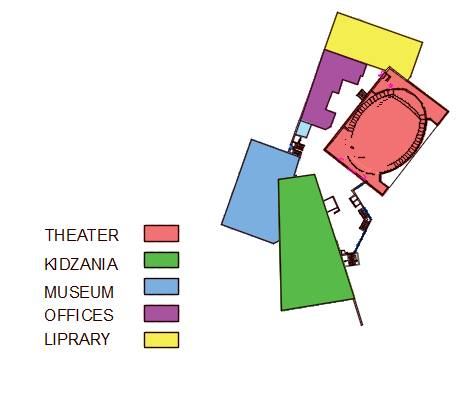 THEATER
KIDZANIA
MUSEUM
OFFICES
LIPRARY